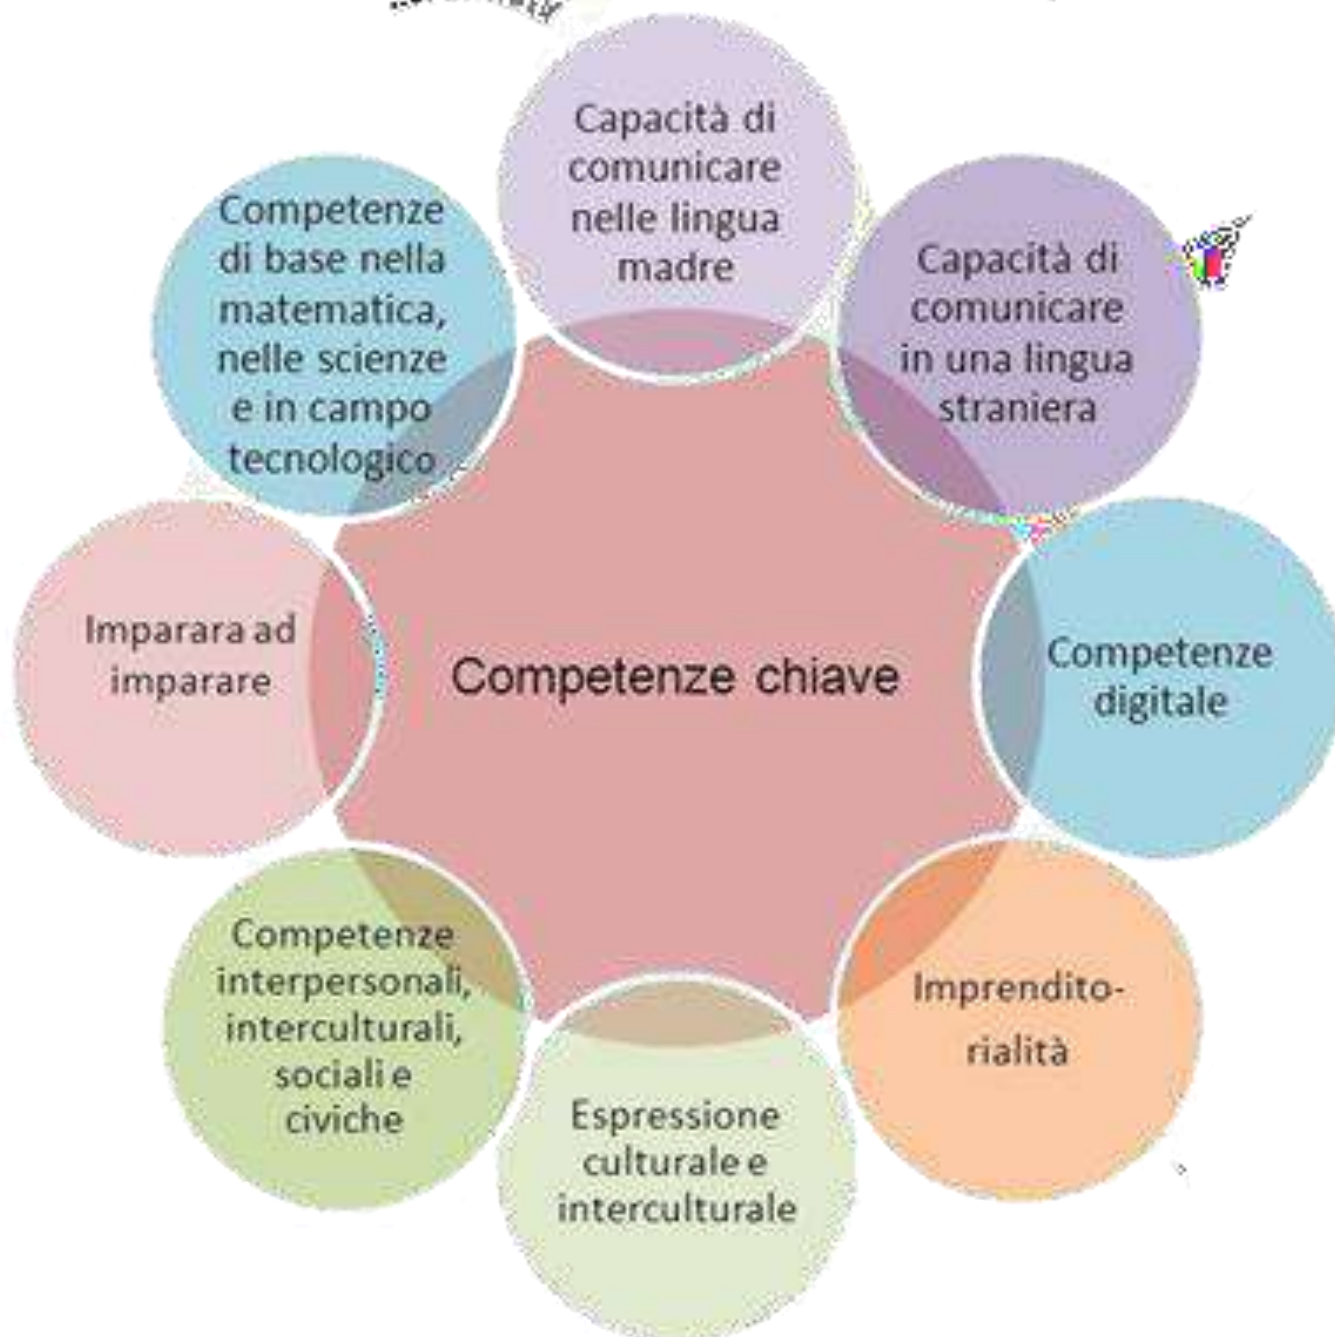 Capacità di
comunicare
nelle lingua
madre
Capacità di
comunicare
in una lingua
straniera
Competenze
digitale
Imprendito-
rialità
Espressione
culturale e
interculturale
Competenze
interpersonali,
interculturali,
sociali e
civiche
Imparara ad
imparare
Competenze
di base nella
matematica,
nelle scienze
e in campo
tecnologico
Competenze chiave